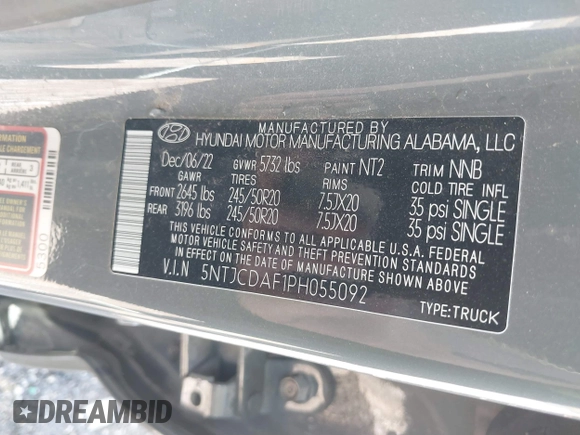 MANUFACTURED BY
HYUNDAI MOTOR MANUFACTURING ALABAMA, LLC
Dec/06/22 GVWR 5732 lbs PAINT NT2 TRIM NNB
GAWR TIRES RIMS COLD TIRE INFL
FRONT 2645 lbs 245/50R20 7.5JX20 35 psi SINGLE
REAR 3196 lbs 245/50R20 7.5JX20 35 psi SINGLE
THIS VEHICLE CONFORMS TO ALL APPLICABLE U.S.A. FEDERAL
MOTOR VEHICLE SAFETY AND THEFT PREVENTION STANDARDS
IN EFFECT ON THE DATE OF MANUFACTURE SHOWN ABOVE
V.I.N 5NTJCDAF1PH055092
TYPE:TRUCK
DREAMBID